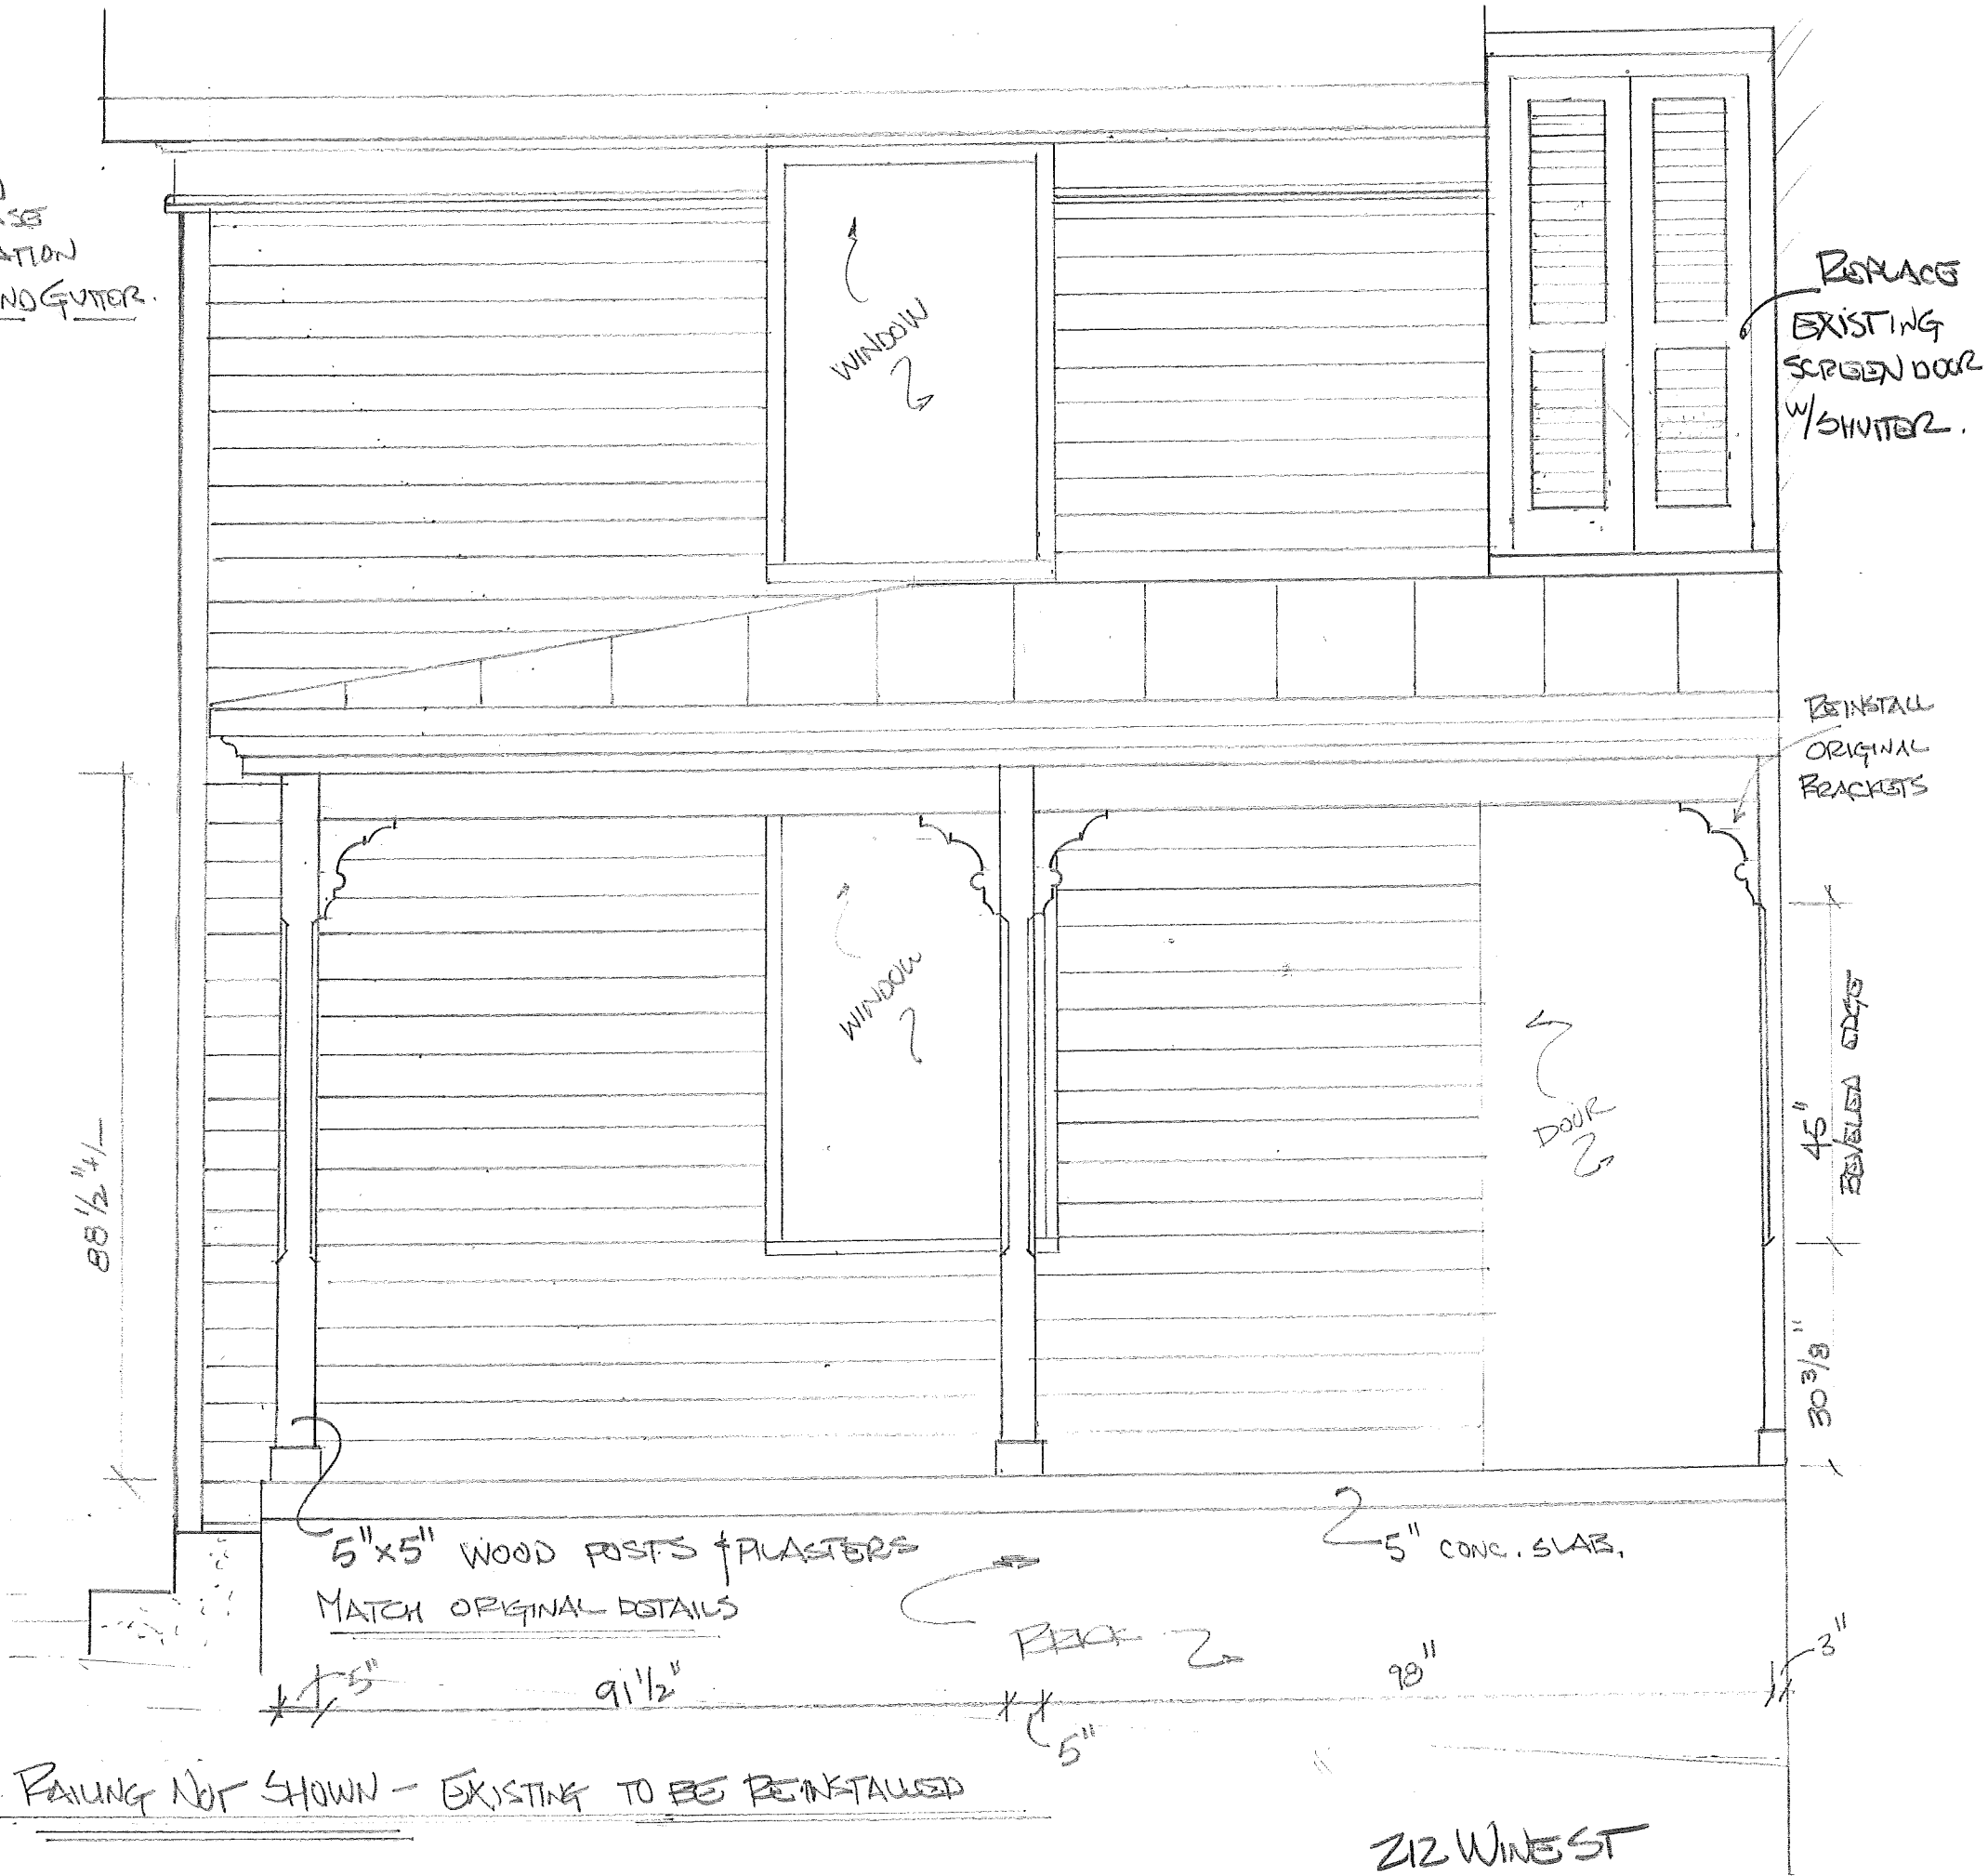 ATION
ND GUTTER.
WINDOW
REPLACE
EXISTING
SCREEN DOOR
W/SHUTTER.
REINSTALL
ORIGINAL
BRACKETS
WINDOW
DOOR
88 1/2" +/-
45"
BEVELED EDGE
30 3/8"
5"x5" WOOD POSTS & PLASTERS
MATCH ORIGINAL DETAILS
5" CONC. SLAB.
BRICK
5"
91 1/2"
5"
98"
3"
RAILING NOT SHOWN - EXISTING TO BE REINSTALLED
212 WINE ST